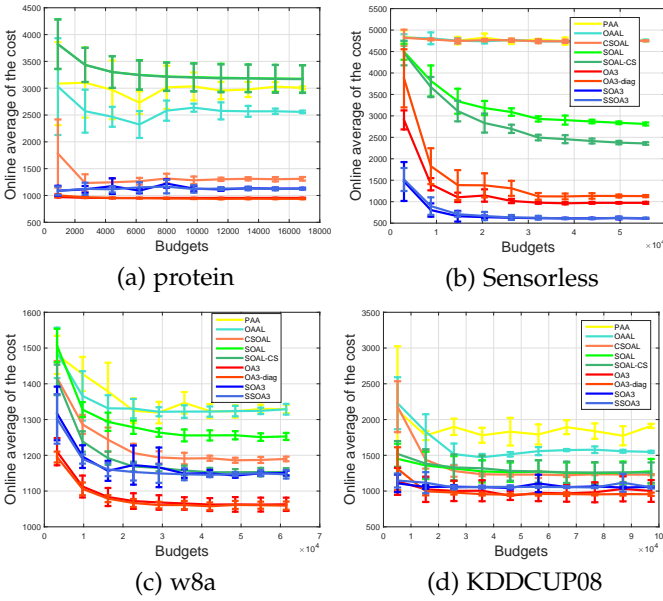 4500
4000
3500
3000
2500
2000
1500
1000
500
Online average of the cost
0 2000 4000 6000 8000 10000 12000 14000 16000 18000
Budgets
(a) protein
5500
5000
4500
4000
3500
3000
2500
2000
1500
1000
500
Online average of the cost
PAA
OAAL
CSOAL
SOAL
SOAL-CS
OA3
OA3-diag
SOA3
SSOA3
0 1 2 3 4 5
× 10⁴
Budgets
(b) Sensorless
1600
1500
1400
1300
1200
1100
1000
Online average of the cost
PAA
OAAL
CSOAL
SOAL
SOAL-CS
OA3
OA3-diag
SOA3
SSOA3
0 1 2 3 4 5 6 7
× 10⁴
Budgets
(c) w8a
3500
3000
2500
2000
1500
1000
500
Online average of the cost
PAA
OAAL
CSOAL
SOAL
SOAL-CS
OA3
OA3-diag
SOA3
SSOA3
0 1 2 3 4 5 6 7 8 9 10
× 10⁴
Budgets
(d) KDDCUP08